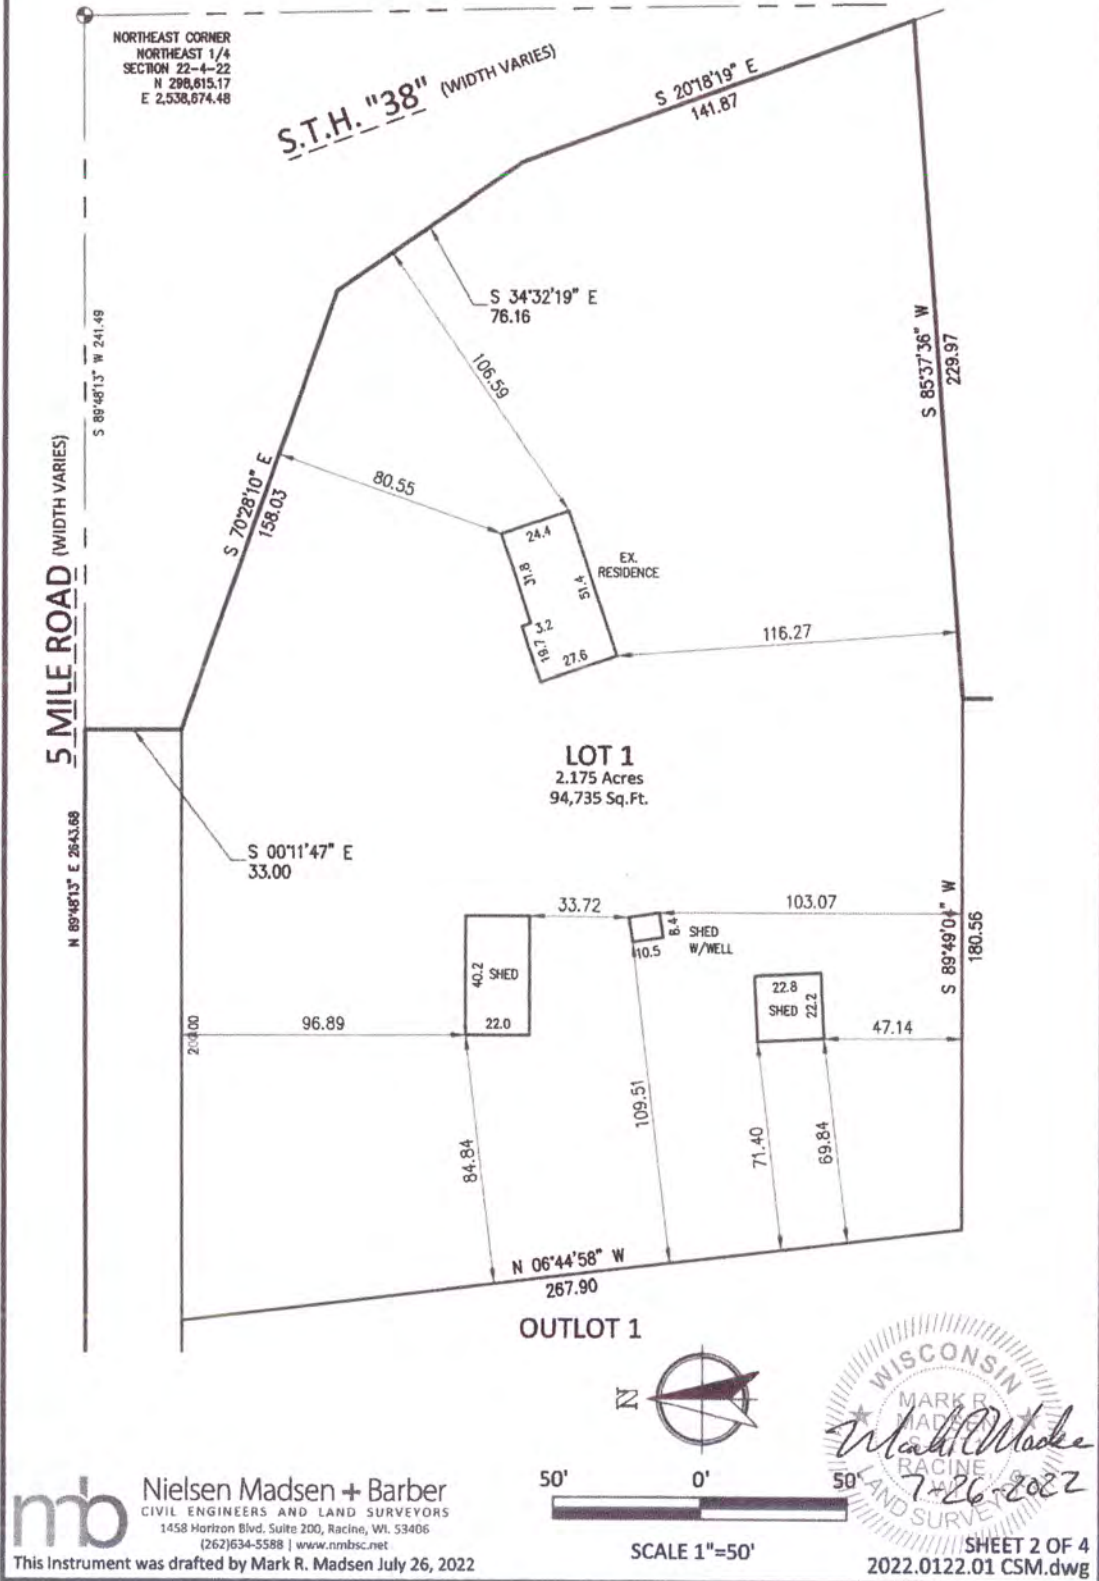 NORTHEAST CORNER
NORTHEAST 1/4
SECTION 22-4-22
N 298,615.17
E 2,538,674.48
S.T.H. "38" (WIDTH VARIES)
S 20°18'19" E
141.87
S 34°32'19" E
76.16
S 89°48'13" W 241.49
106.59
S 85°37'36" W
229.97
80.55
S 70°28'10" E
158.03
5 MILE ROAD (WIDTH VARIES)
24.4
31.8
51.4
EX.
RESIDENCE
3.2
19.7
27.6
116.27
LOT 1
2.175 Acres
94,735 Sq.Ft.
N 89°48'13" E 2643.68
S 00°11'47" E
33.00
33.72
103.07
8.4
SHED
W/WELL
10.5
S 89°49'04" W
180.56
40.2
SHED
22.0
22.8
SHED
22.2
96.89
47.14
200.00
84.84
109.51
71.40
69.84
N 06°44'58" W
267.90
OUTLOT 1
N
WISCONSIN
MARK R.
MADSEN
RACINE
LAND SURVEYOR
7-26-2022
mb
Nielsen Madsen + Barber
CIVIL ENGINEERS AND LAND SURVEYORS
1458 Horizon Blvd. Suite 200, Racine, WI. 53406
(262)634-5588 | www.nmbsc.net
This Instrument was drafted by Mark R. Madsen July 26, 2022
50' 0' 50'
SCALE 1"=50'
SHEET 2 OF 4
2022.0122.01 CSM.dwg